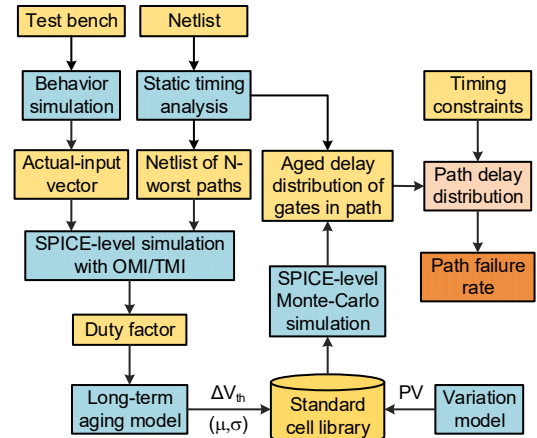 Test bench
Netlist
Behavior
simulation
Static timing
analysis
Timing
constraints
Actual-input
vector
Netlist of N-
worst paths
Aged delay
distribution of
gates in path
Path delay
distribution
SPICE-level simulation
with OMI/TMI
SPICE-level
Monte-Carlo
simulation
Path failure
rate
Duty factor
Long-term
aging model
ΔVth
(μ,σ)
Standard
cell library
PV
Variation
model